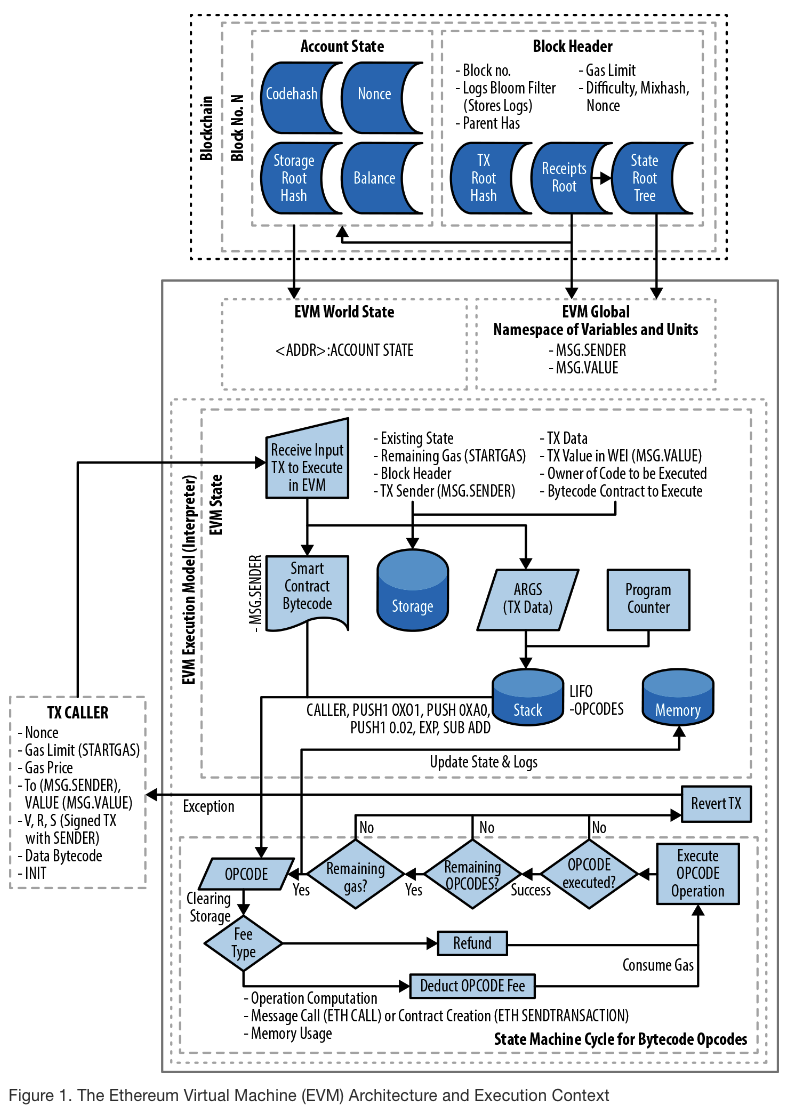 Blockchain
Block No. N
Account State
Codehash
Nonce
Storage
Root
Hash
Balance
Block Header
- Block no.
- Logs Bloom Filter
(Stores Logs)
- Parent Has
- Gas Limit
- Difficulty, Mixhash,
Nonce
TX
Root
Hash
Receipts
Root
State
Root
Tree
EVM World State
<ADDR>:ACCOUNT STATE
EVM Global
Namespace of Variables and Units
- MSG.SENDER
- MSG.VALUE
EVM Execution Model (Interpreter)
EVM State
Receive Input
TX to Execute
in EVM
- Existing State
- Remaining Gas (STARTGAS)
- Block Header
- TX Sender (MSG.SENDER)
- TX Data
- TX Value in WEI (MSG.VALUE)
- Owner of Code to be Executed
- Bytecode Contract to Execute
- MSG.SENDER
Smart
Contract
Bytecode
Storage
ARGS
(TX Data)
Program
Counter
Stack
LIFO
-OPCODES
Memory
CALLER, PUSH1 0X01, PUSH 0XA0,
PUSH1 0.02, EXP, SUB ADD
Update State & Logs
TX CALLER
- Nonce
- Gas Limit (STARTGAS)
- Gas Price
- To (MSG.SENDER),
VALUE (MSG.VALUE)
- V, R, S (Signed TX
with SENDER)
- Data Bytecode
- INIT
Exception
Revert TX
No
No
No
OPCODE
Yes
Remaining
gas?
Yes
Remaining
OPCODES?
Success
OPCODE
executed?
Execute
OPCODE
Operation
Clearing
Storage
Fee
Type
Refund
Consume Gas
Deduct OPCODE Fee
- Operation Computation
- Message Call (ETH CALL) or Contract Creation (ETH SENDTRANSACTION)
- Memory Usage
State Machine Cycle for Bytecode Opcodes
Figure 1. The Ethereum Virtual Machine (EVM) Architecture and Execution Context